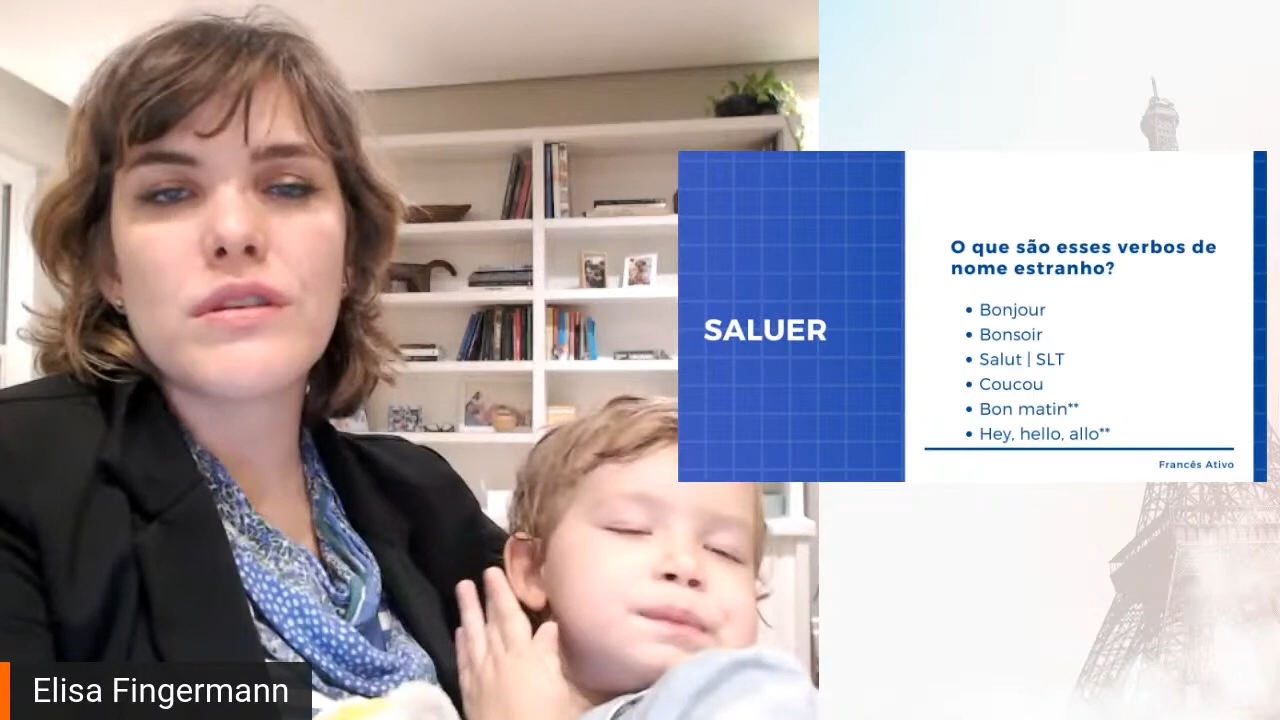 SALUER
O que são esses verbos de
nome estranho?
• Bonjour
• Bonsoir
• Salut | SLT
• Coucou
• Bon matin**
• Hey, hello, allo**
Francês Ativo
Elisa Fingermann